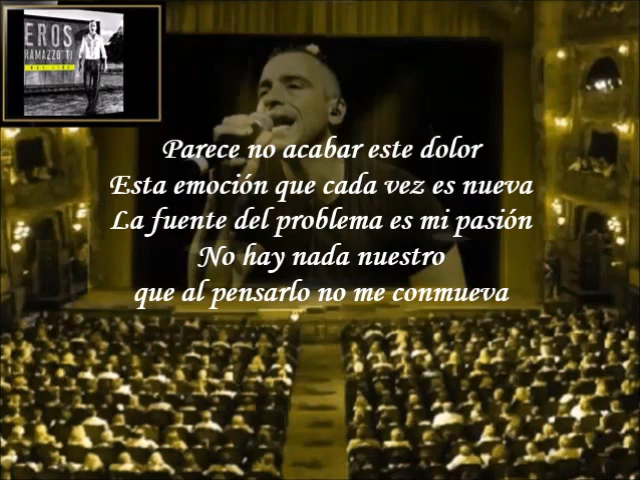 EROS
RAMAZZOTTI
Parece no acabar este dolor
Esta emoción que cada vez es nueva
La fuente del problema es mi pasión
No hay nada nuestro
que al pensarlo no me conmueva